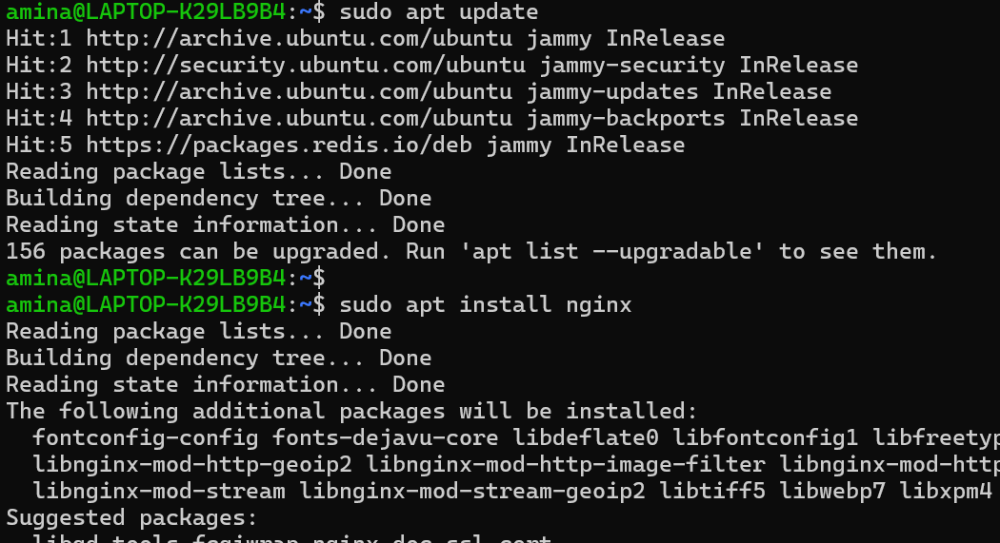 amina@LAPTOP-K29LB9B4:~$ sudo apt update
Hit:1 http://archive.ubuntu.com/ubuntu jammy InRelease
Hit:2 http://security.ubuntu.com/ubuntu jammy-security InRelease
Hit:3 http://archive.ubuntu.com/ubuntu jammy-updates InRelease
Hit:4 http://archive.ubuntu.com/ubuntu jammy-backports InRelease
Hit:5 https://packages.redis.io/deb jammy InRelease
Reading package lists... Done
Building dependency tree... Done
Reading state information... Done
156 packages can be upgraded. Run 'apt list --upgradable' to see them.
amina@LAPTOP-K29LB9B4:~$
amina@LAPTOP-K29LB9B4:~$ sudo apt install nginx
Reading package lists... Done
Building dependency tree... Done
Reading state information... Done
The following additional packages will be installed:
  fontconfig-config fonts-dejavu-core libdeflate0 libfontconfig1 libfreetyp
  libnginx-mod-http-geoip2 libnginx-mod-http-image-filter libnginx-mod-http
  libnginx-mod-stream libnginx-mod-stream-geoip2 libtiff5 libwebp7 libxpm4
Suggested packages:
  libgd-tools fcgiwrap nginx-doc ssl-cert